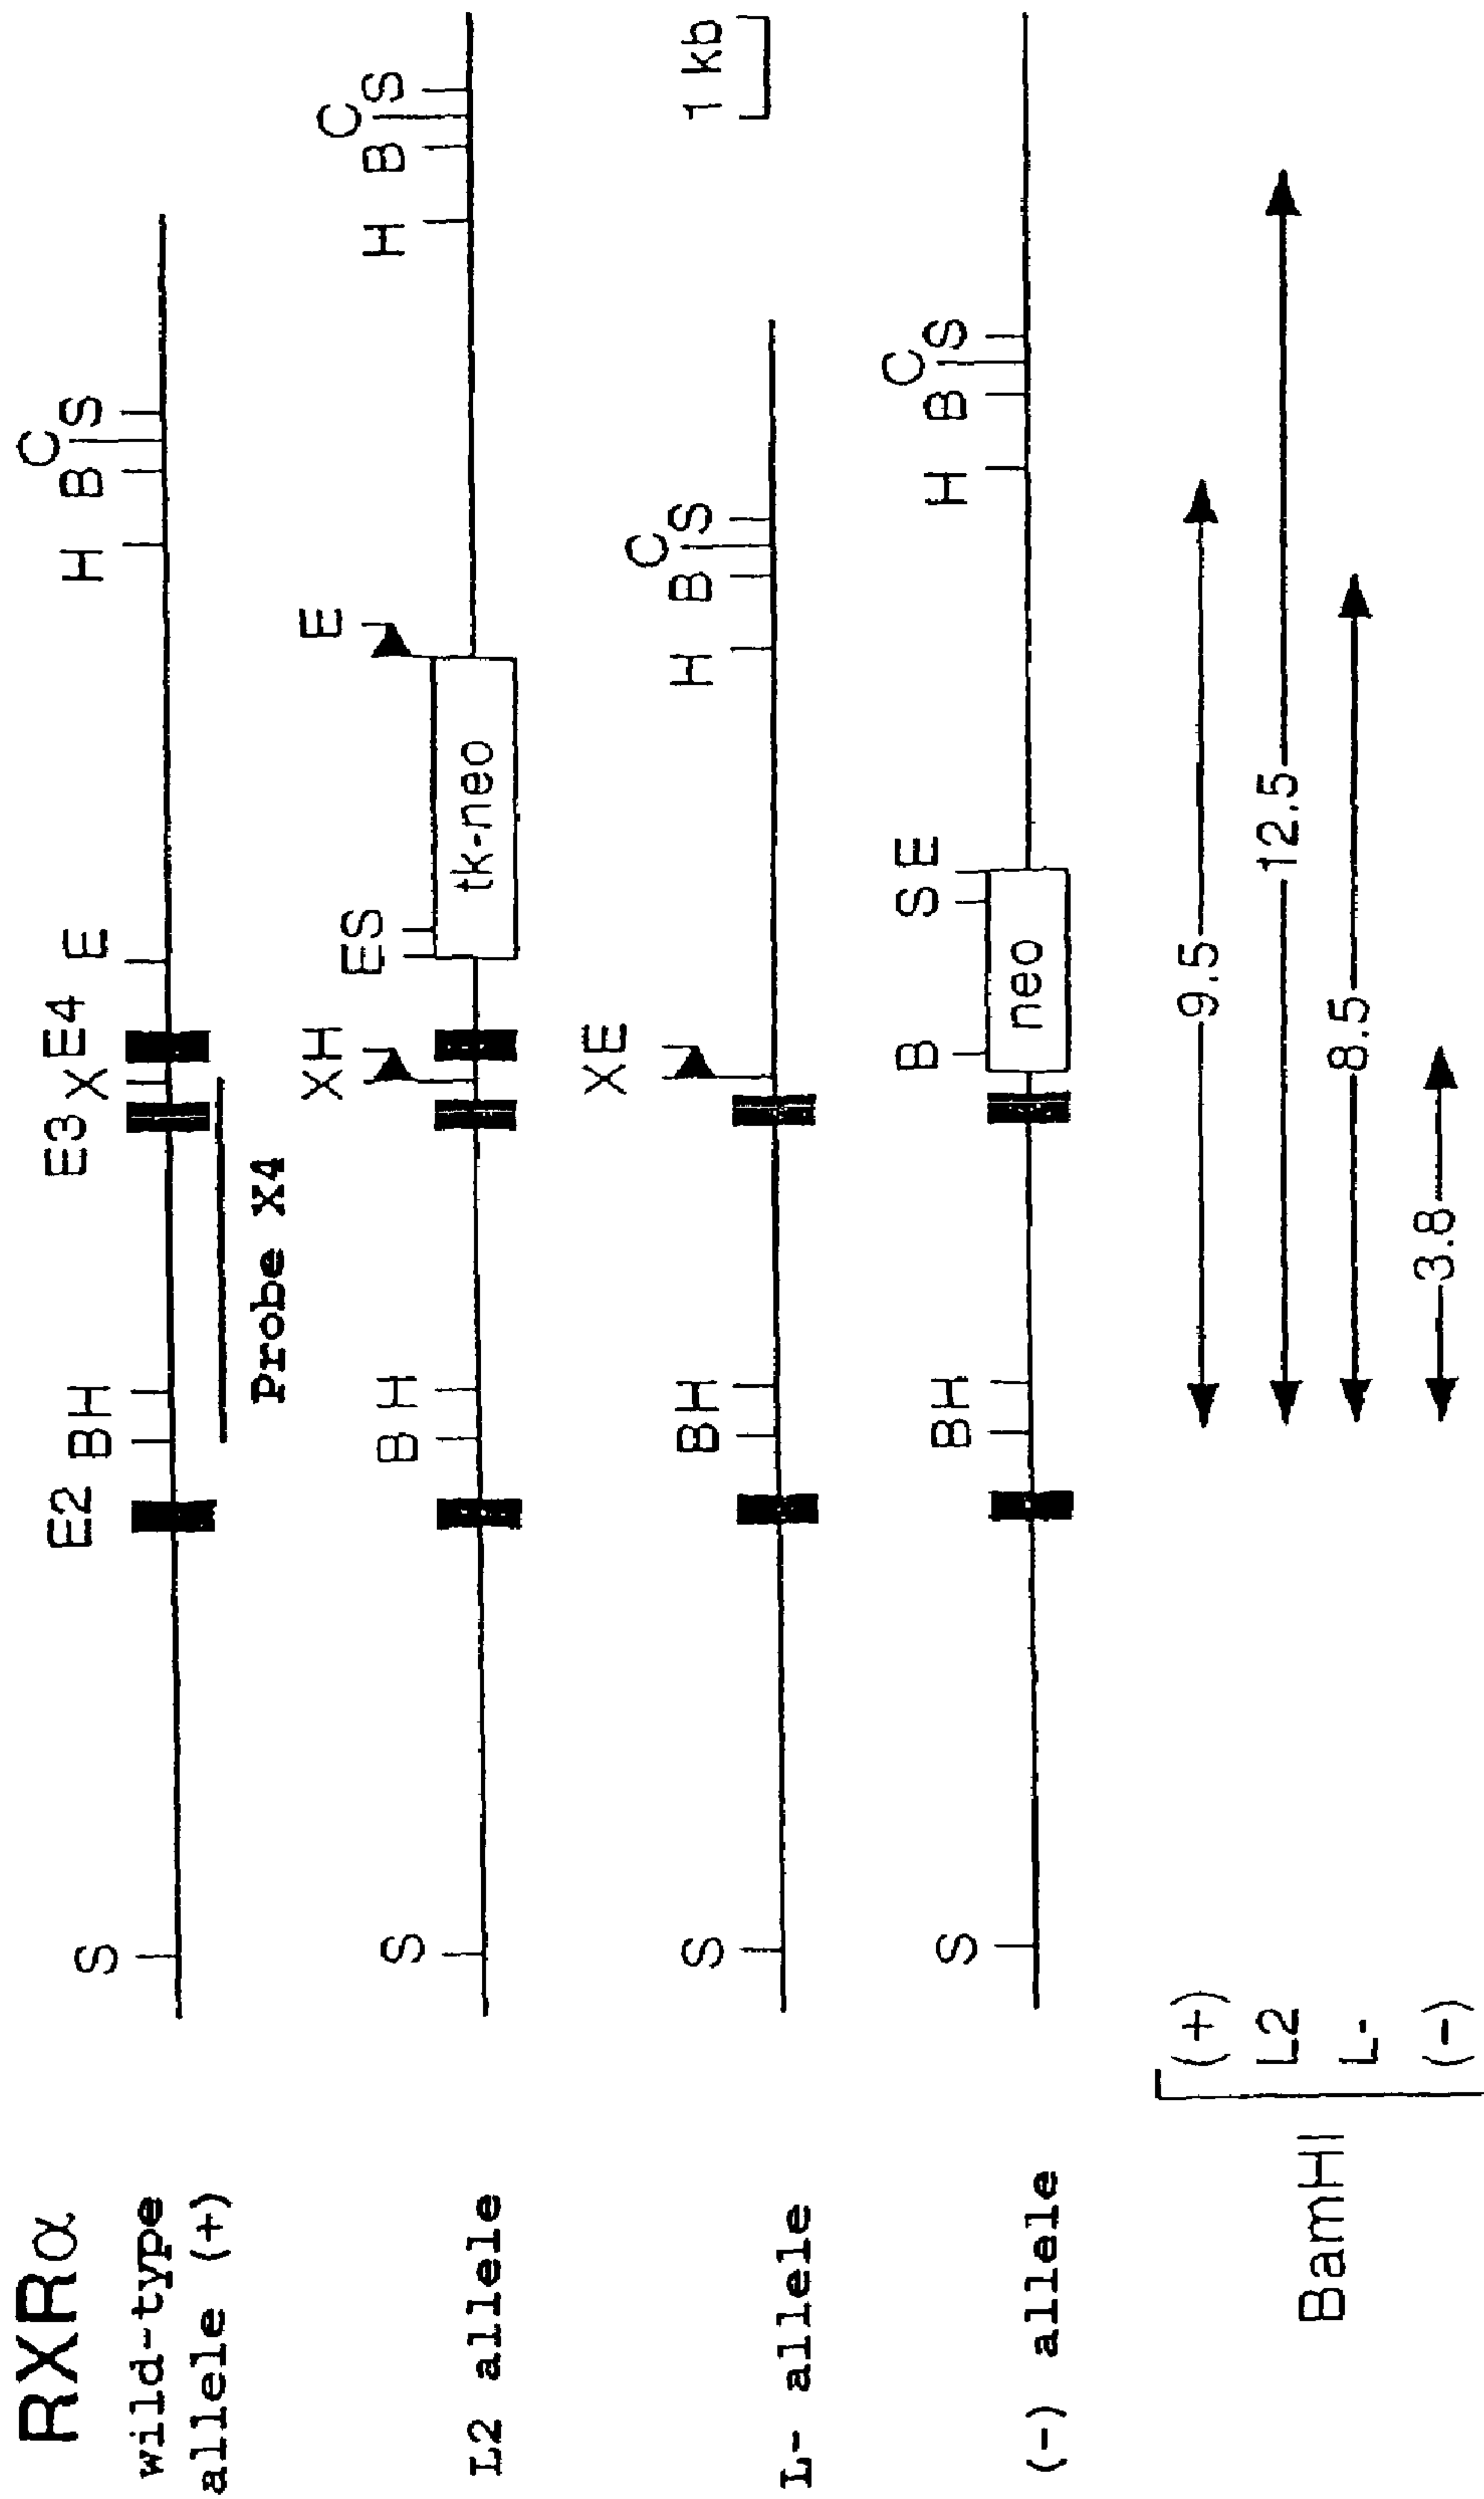 RXRα
wild-type
allele (+)
S
E2
B H
E3 X E4 E
H B C S
Probe X4
L2 allele
S
B H
X H
E S
tk-neo
E
H B C S
L- allele
S
B H
X E
H B C S
1 kb
(-) allele
S
B H
B
neo
S E
H B C S
BamHI
(+) 9.5
L2 12.5
L- 8.5
(-) 3.8